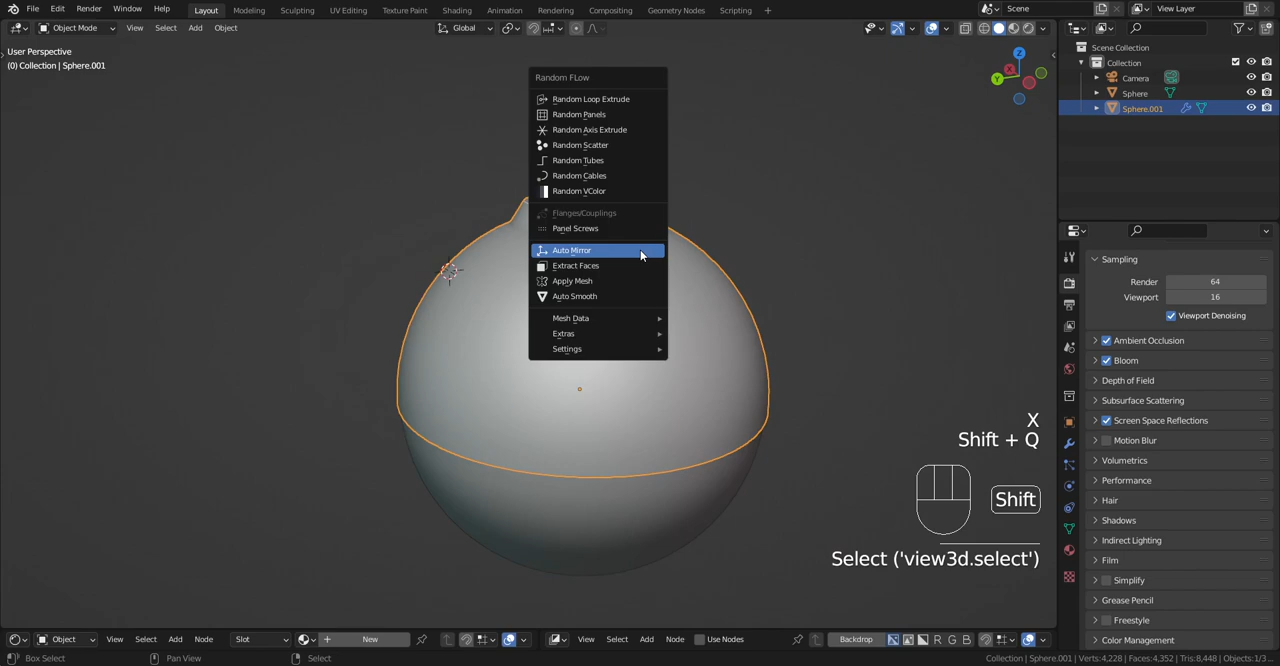 File Edit Render Window Help Layout Modeling Sculpting UV Editing Texture Paint Shading Animation Rendering Compositing Geometry Nodes Scripting + Scene View Layer
Object Mode View Select Add Object Global
User Perspective
(0) Collection | Sphere.001
Random FLow
Random Loop Extrude
Random Panels
Random Axis Extrude
Random Scatter
Random Tubes
Random Cables
Random VColor
Flanges/Couplings
Panel Screws
Auto Mirror
Extract Faces
Apply Mesh
Auto Smooth
Mesh Data
Extras
Settings
Z
Y
X
X
Shift + Q
Shift
Select ('view3d.select')
Scene Collection
Collection
Camera
Sphere
Sphere.001
Sampling
Render 64
Viewport 16
Viewport Denoising
Ambient Occlusion
Bloom
Depth of Field
Subsurface Scattering
Screen Space Reflections
Motion Blur
Volumetrics
Performance
Hair
Shadows
Indirect Lighting
Film
Simplify
Grease Pencil
Freestyle
Color Management
Object View Select Add Node Slot + New View Select Add Node Use Nodes Backdrop R G B
Box Select Pan View Select Collection | Sphere.001 | Verts:4,228 | Faces:4,352 | Tris:8,448 | Objects:1/3...